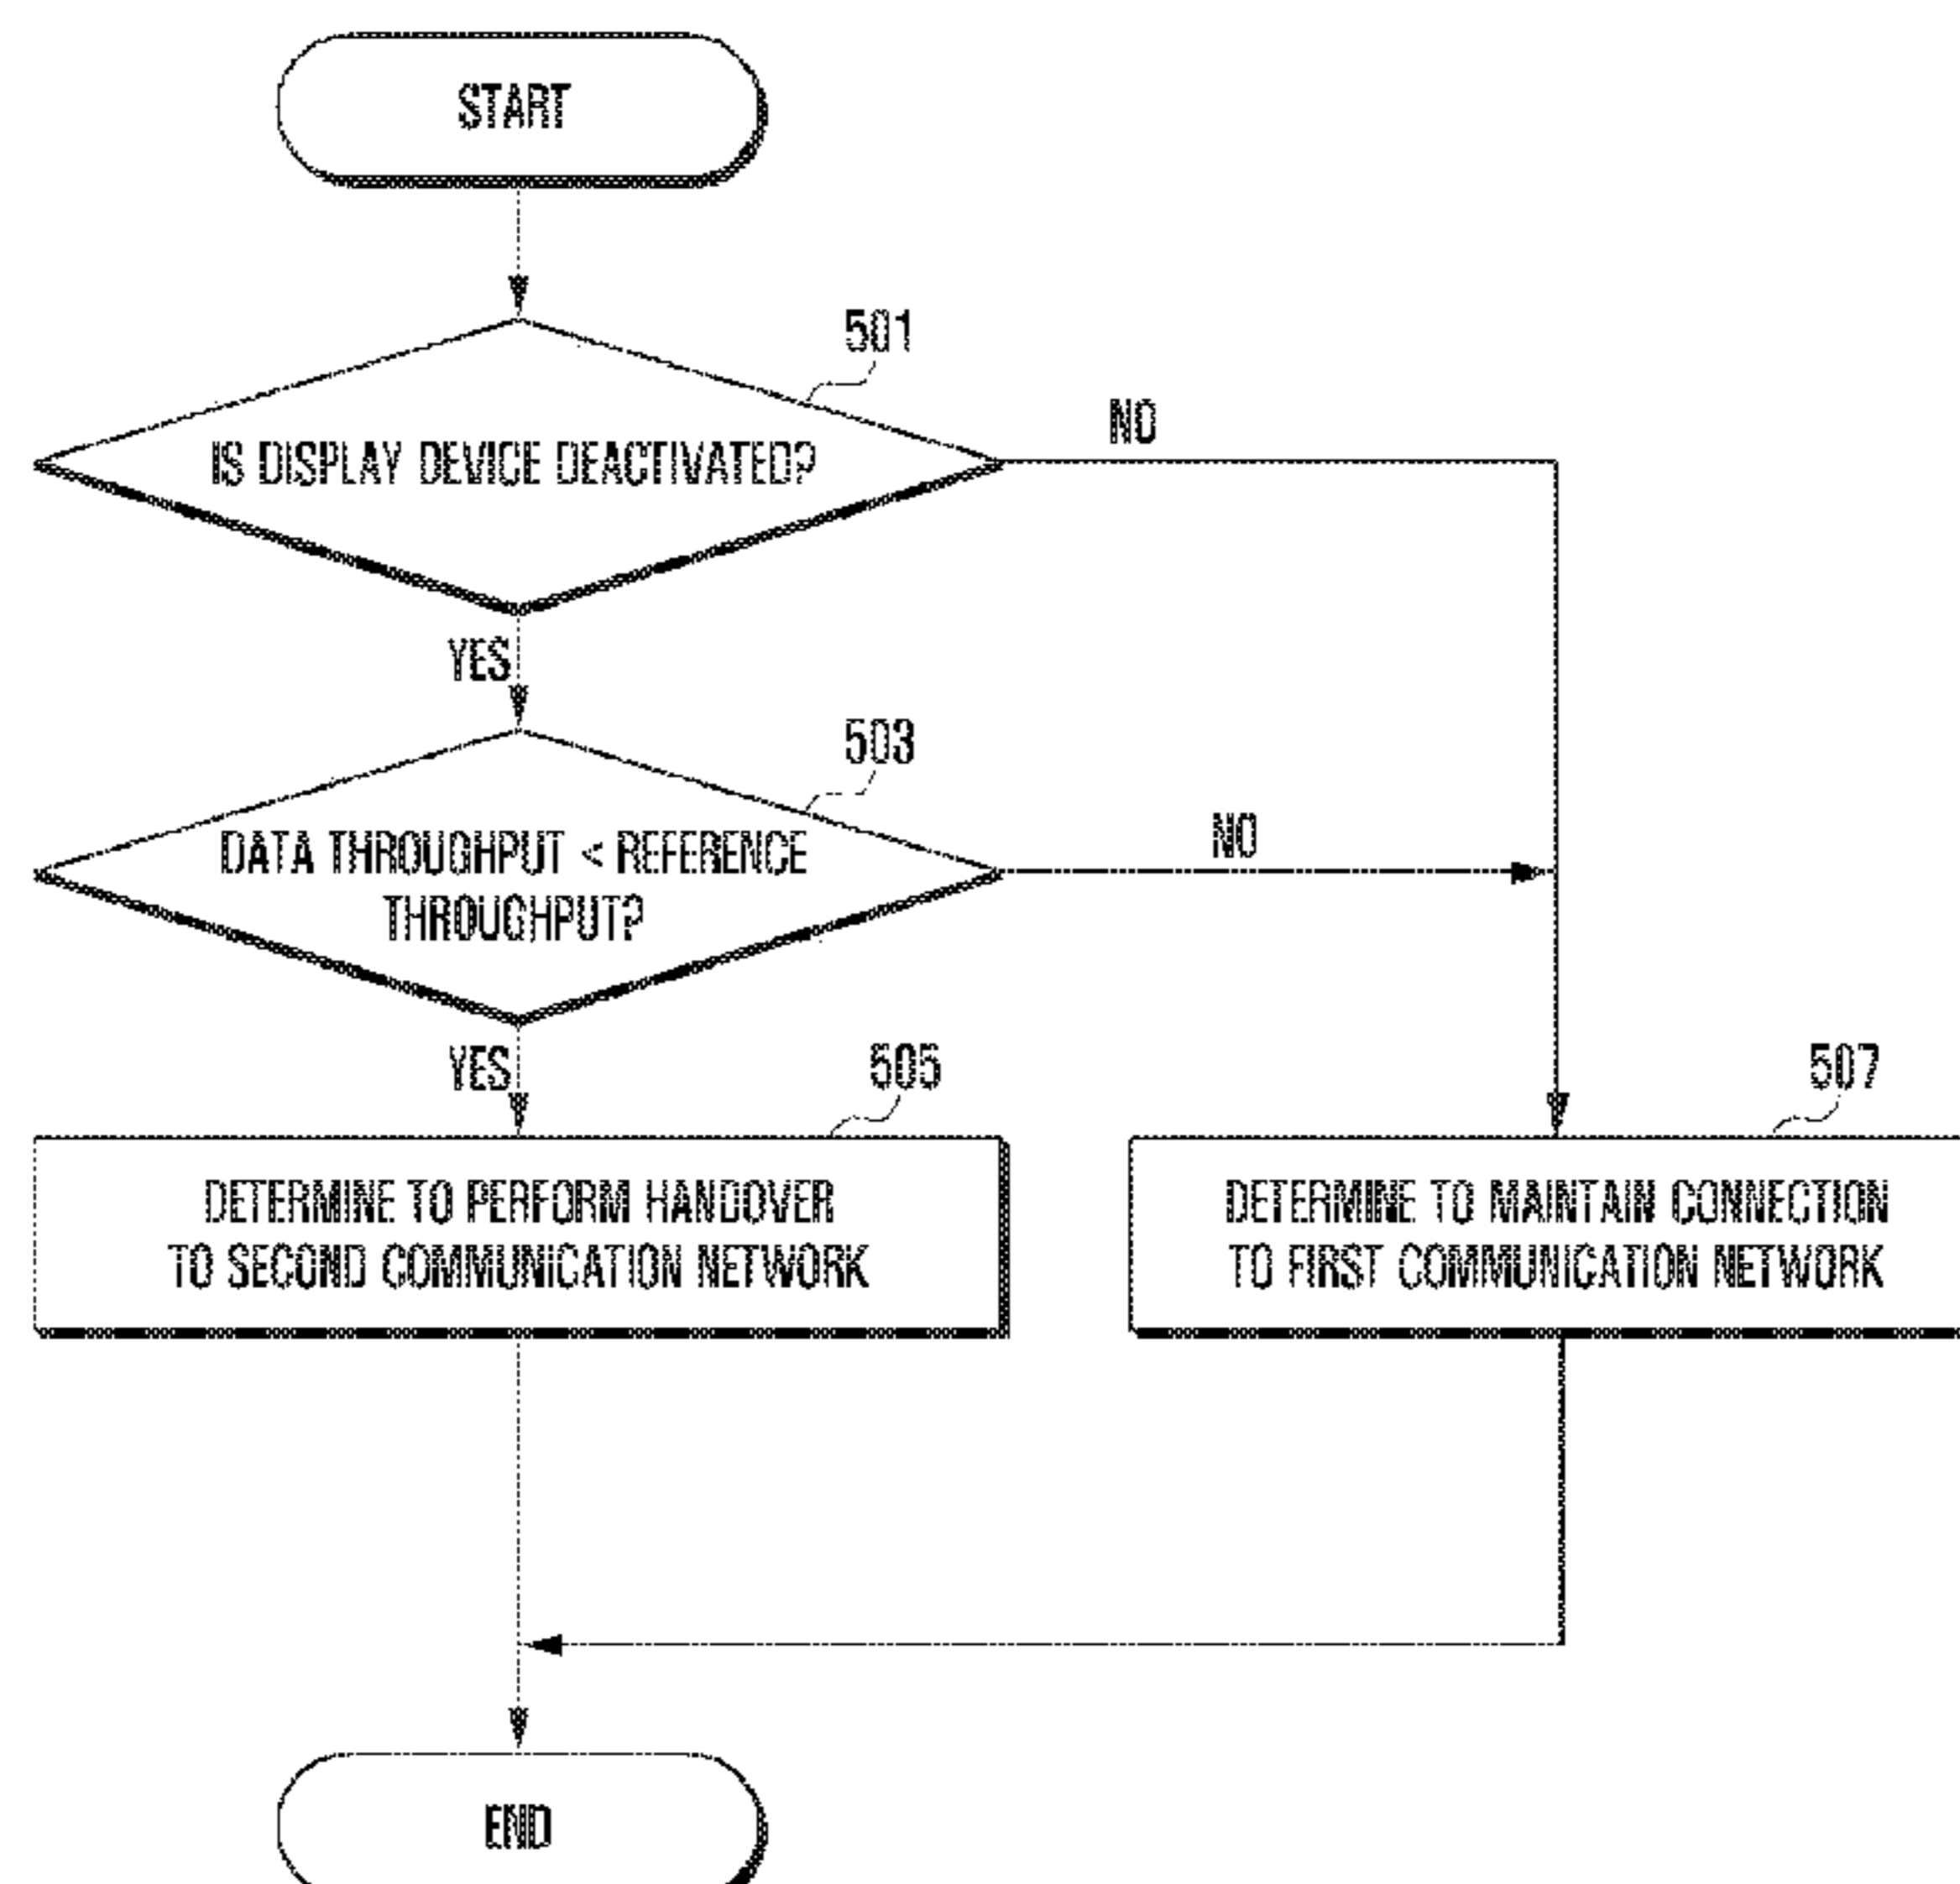 START
501
IS DISPLAY DEVICE DEACTIVATED?
NO
YES
503
DATA THROUGHPUT < REFERENCE
THROUGHPUT?
NO
YES
505
507
DETERMINE TO PERFORM HANDOVER
TO SECOND COMMUNICATION NETWORK
DETERMINE TO MAINTAIN CONNECTION
TO FIRST COMMUNICATION NETWORK
END